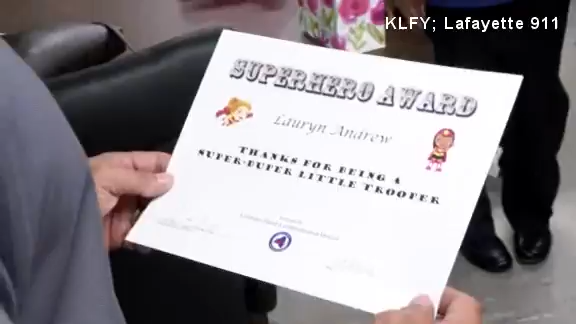 KLFY; Lafayette 911
SUPERHERO AWARD
Lauryn Andrew
THANKS FOR BEING A
SUPER-DUPER LITTLE TROOPER